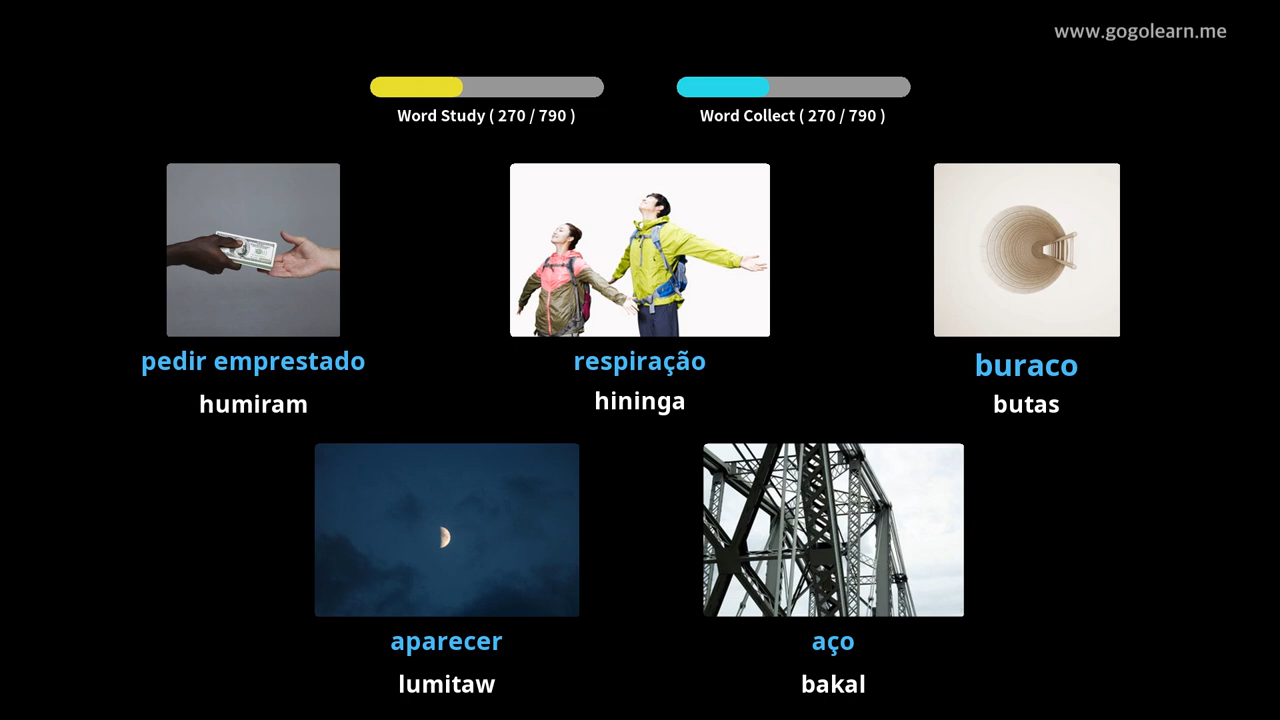 www.gogolearn.me
Word Study ( 270 / 790 )
Word Collect ( 270 / 790 )
pedir emprestado
humiram
respiração
hininga
buraco
butas
aparecer
lumitaw
aço
bakal